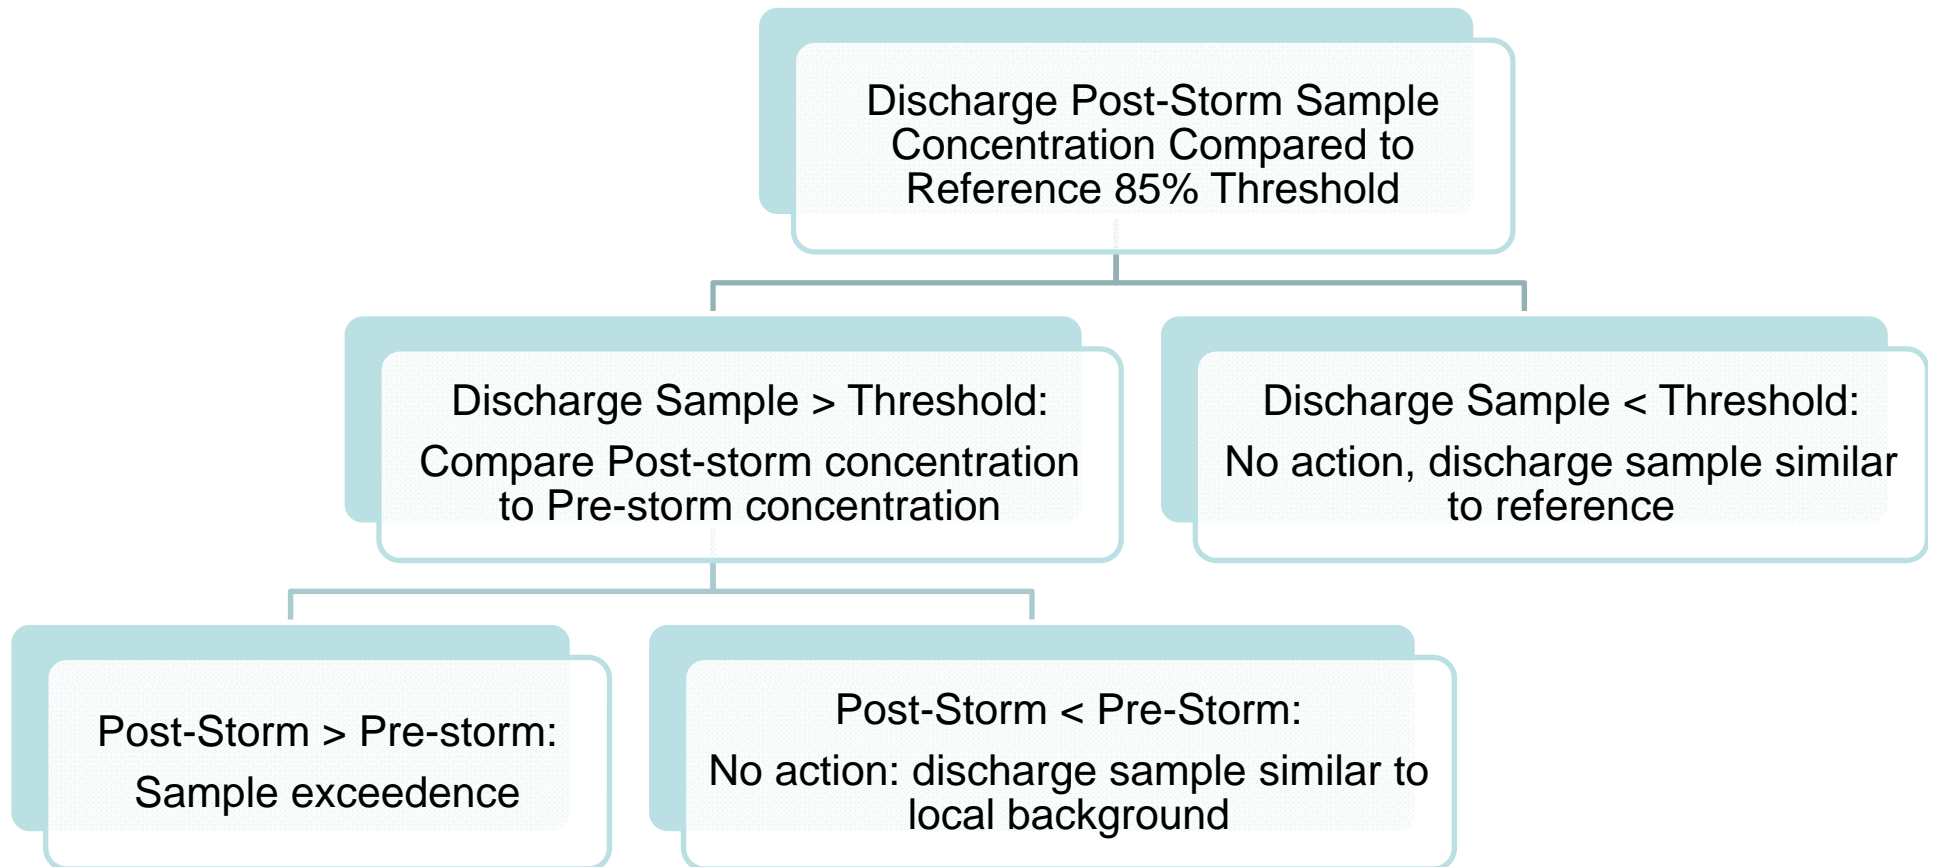 Discharge Post-Storm Sample
Concentration Compared to
Reference 85% Threshold
Discharge Sample > Threshold:
Compare Post-storm concentration
to Pre-storm concentration
Discharge Sample < Threshold:
No action, discharge sample similar
to reference
Post-Storm > Pre-storm:
Sample exceedence
Post-Storm < Pre-Storm:
No action: discharge sample similar to
local background